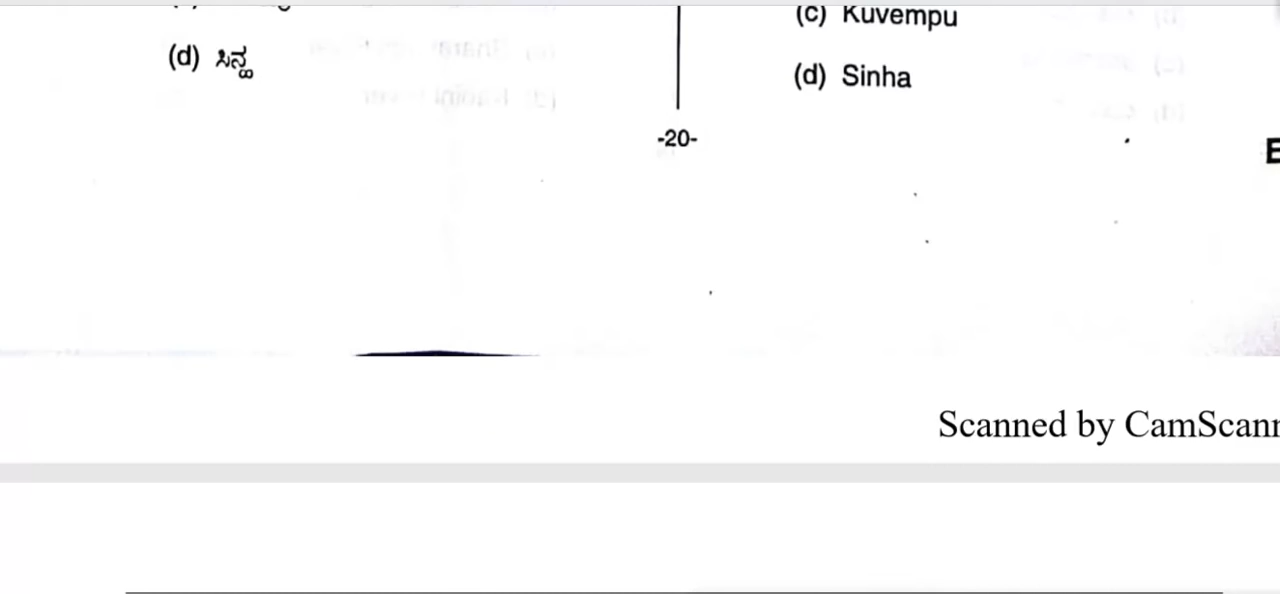 (d) ಸಿನ್ಹ
(c) Kuvempu
(d) Sinha
-20-
E
Scanned by CamScann